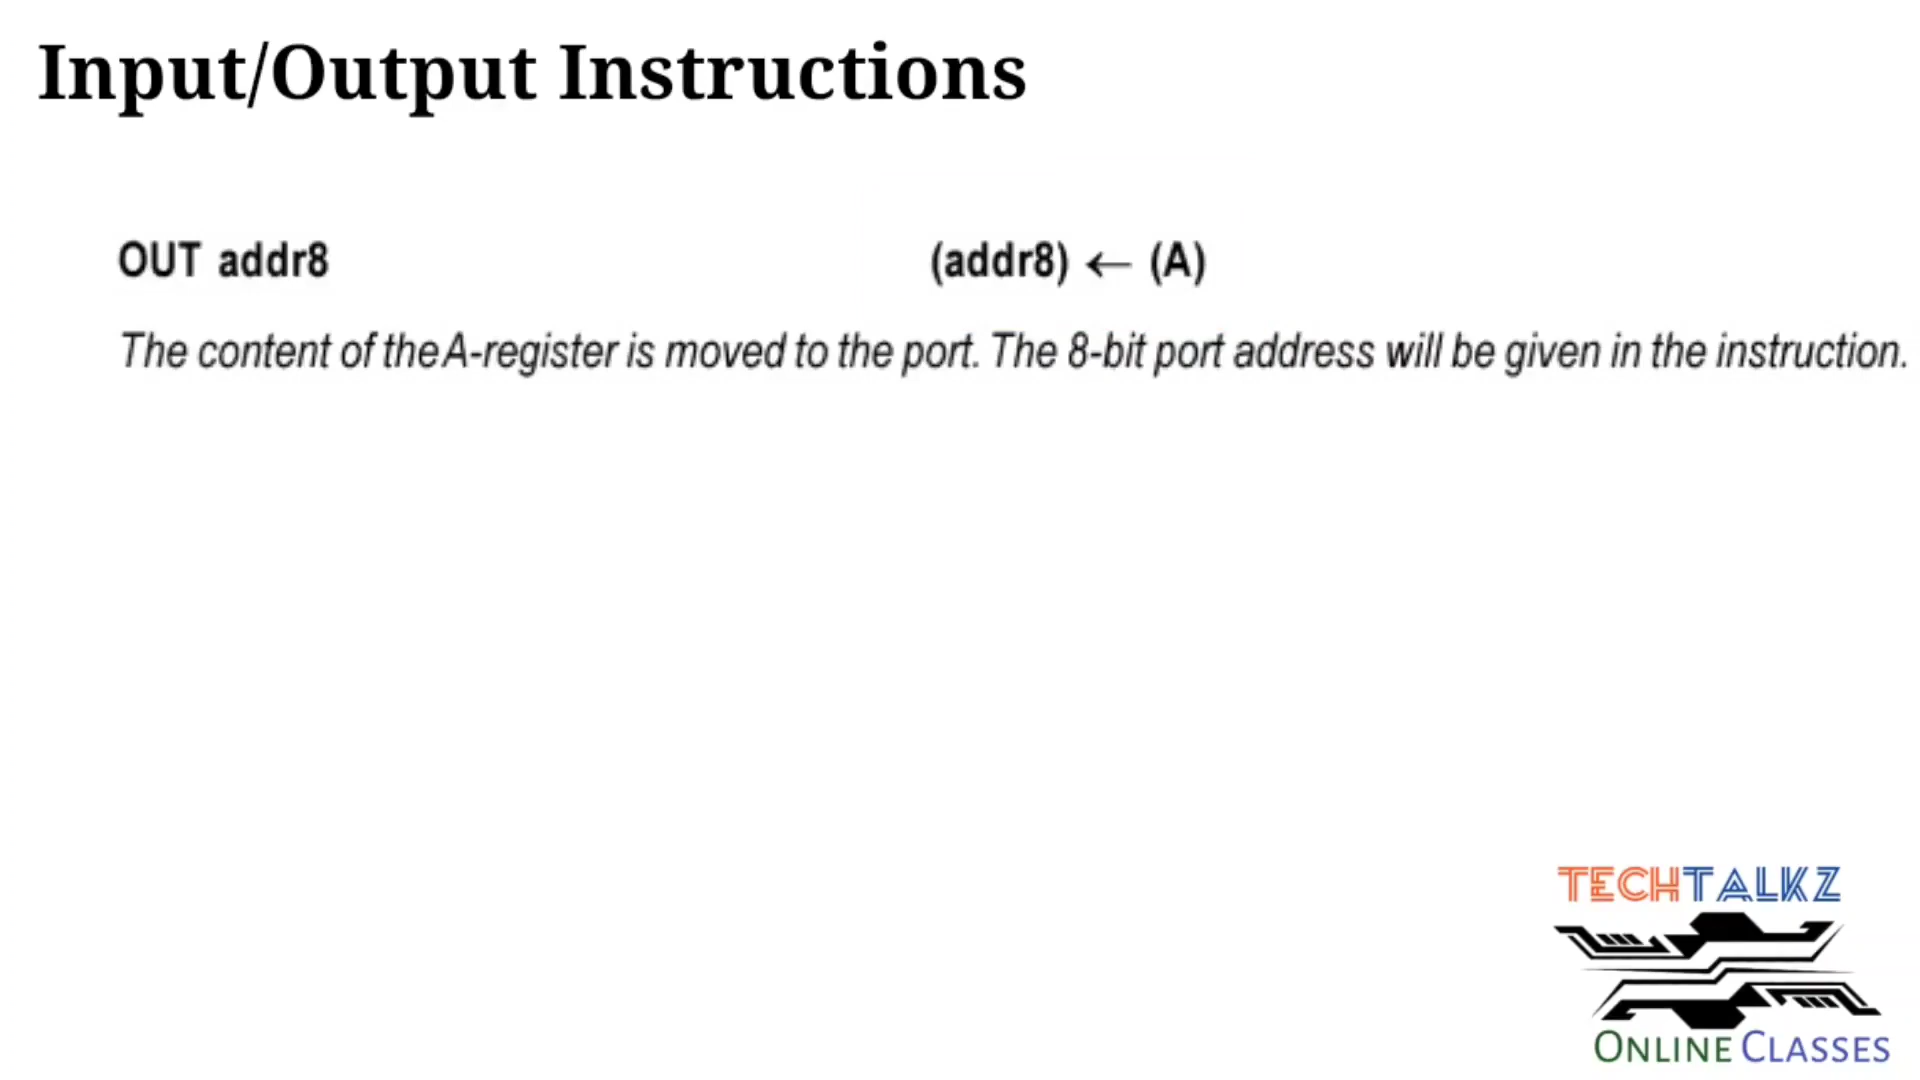 Input/Output Instructions
OUT addr8 (addr8) ← (A)
The content of the A-register is moved to the port. The 8-bit port address will be given in the instruction.
TECHTALKZ
ONLINE CLASSES